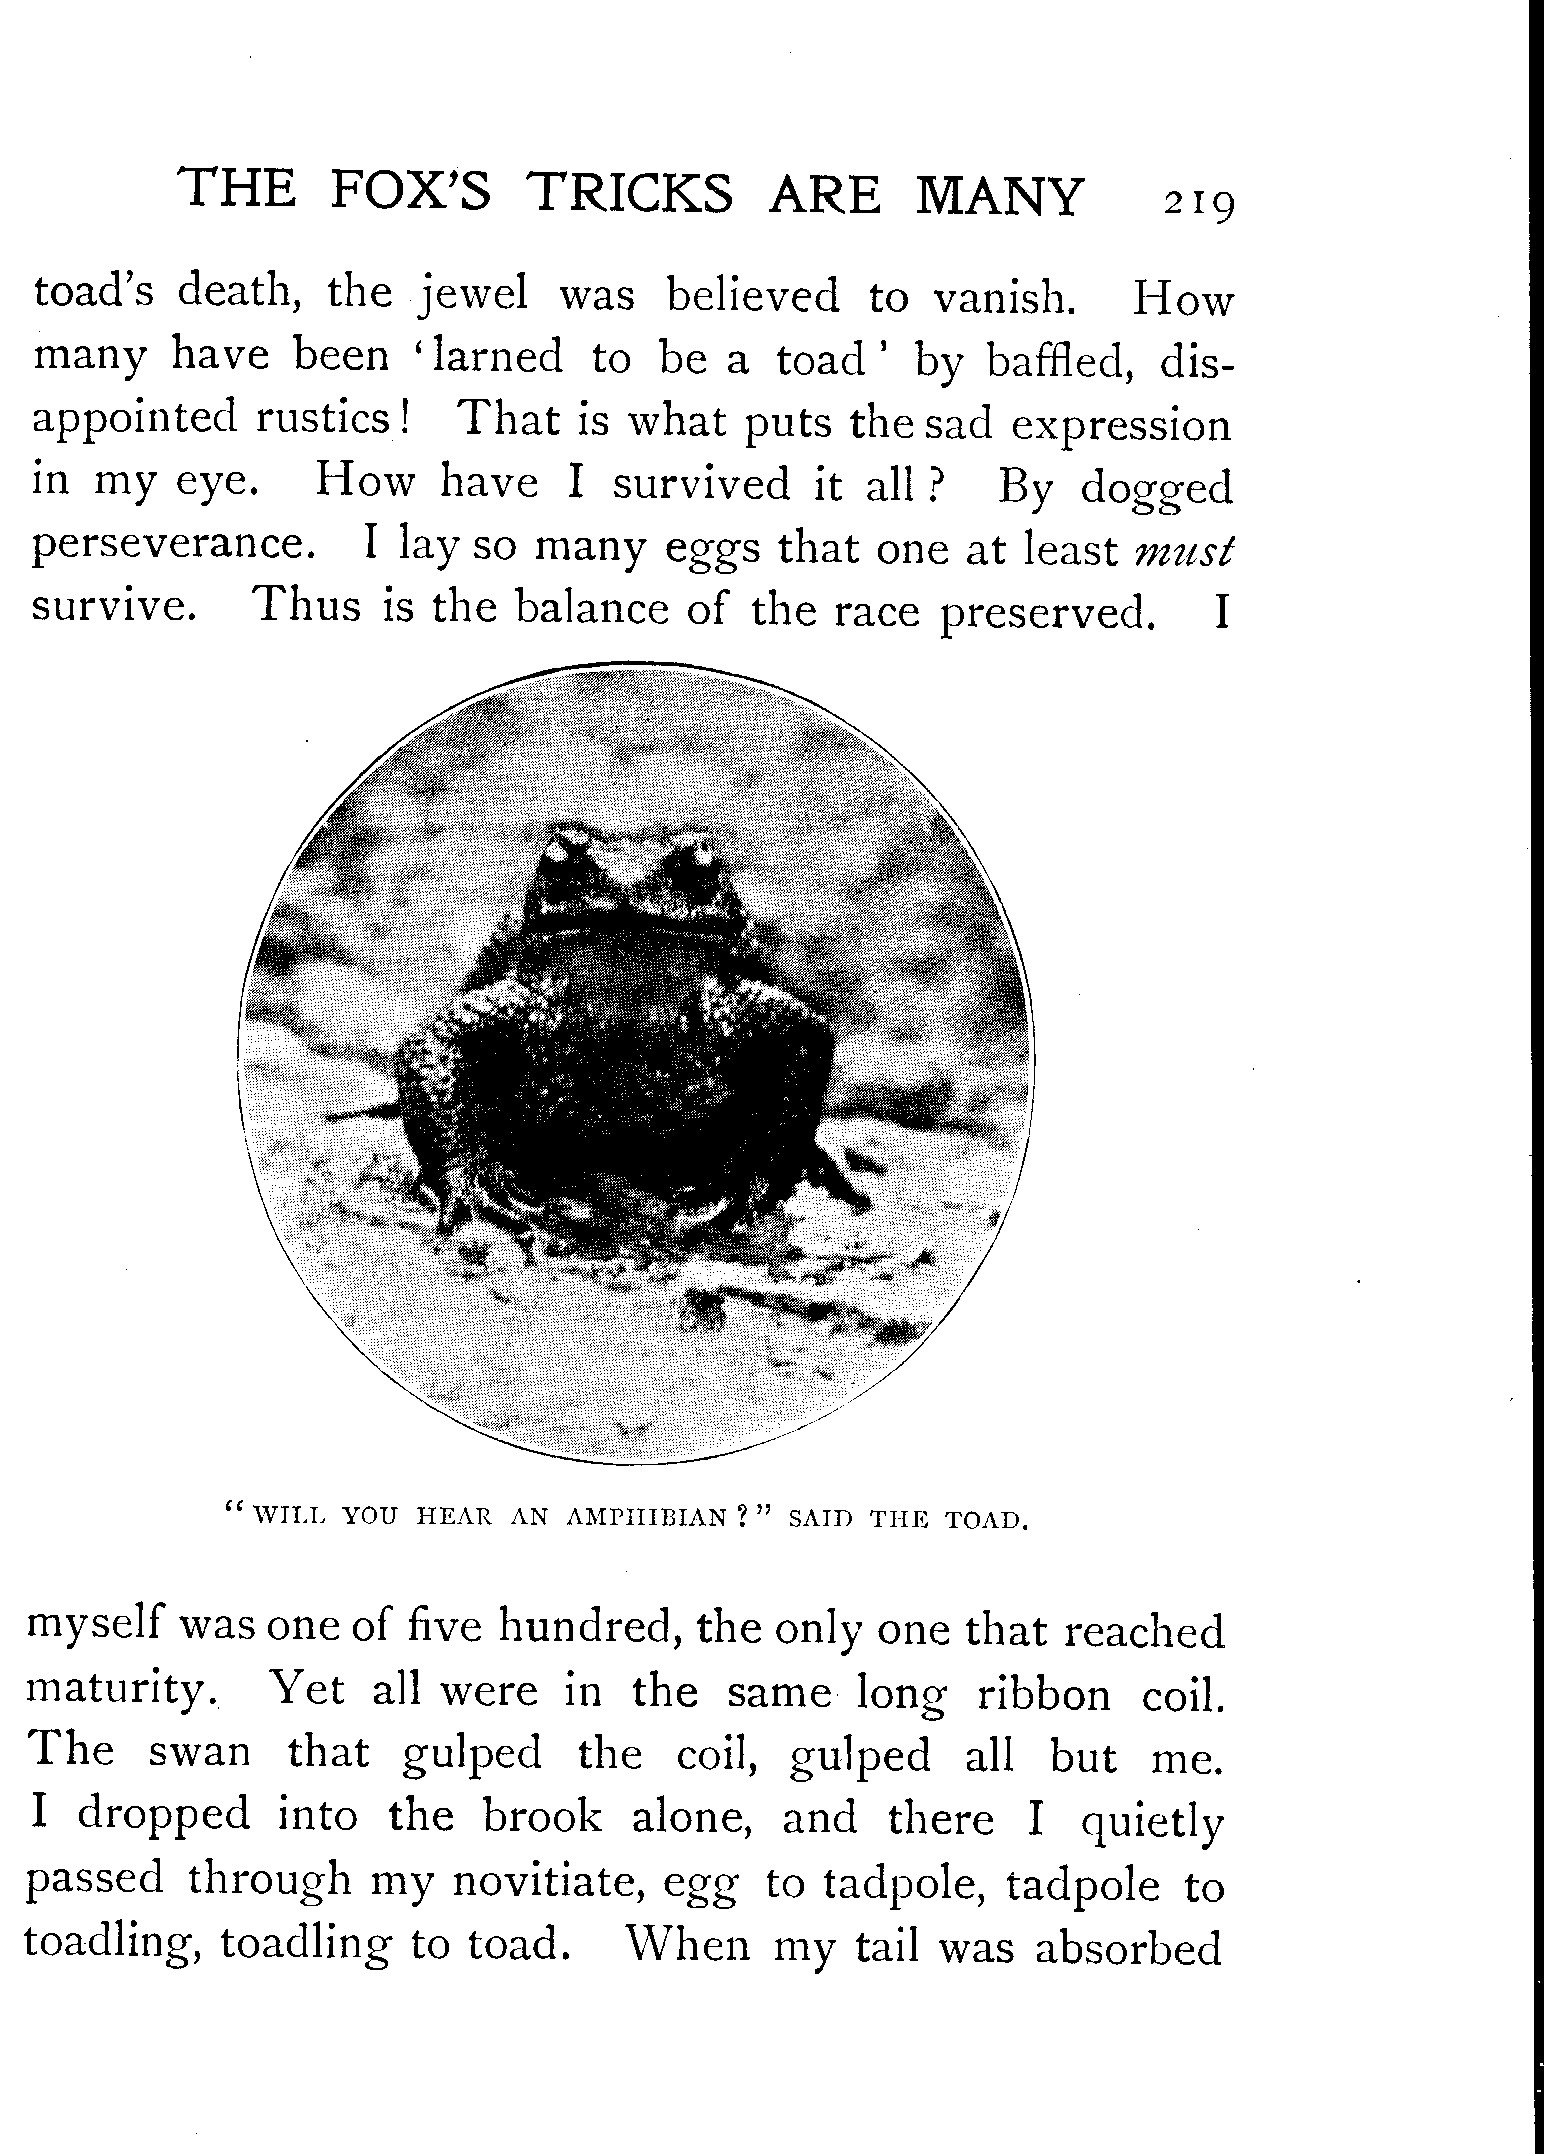 THE FOX'S TRICKS ARE MANY 219
toad's death, the jewel was believed to vanish. How
many have been ‘larned to be a toad’ by baffled, dis-
appointed rustics! That is what puts the sad expression
in my eye. How have I survived it all? By dogged
perseverance. I lay so many eggs that one at least must
survive. Thus is the balance of the race preserved. I
“WILL YOU HEAR AN AMPHIBIAN?” SAID THE TOAD.
myself was one of five hundred, the only one that reached
maturity. Yet all were in the same long ribbon coil.
The swan that gulped the coil, gulped all but me.
I dropped into the brook alone, and there I quietly
passed through my novitiate, egg to tadpole, tadpole to
toadling, toadling to toad. When my tail was absorbed